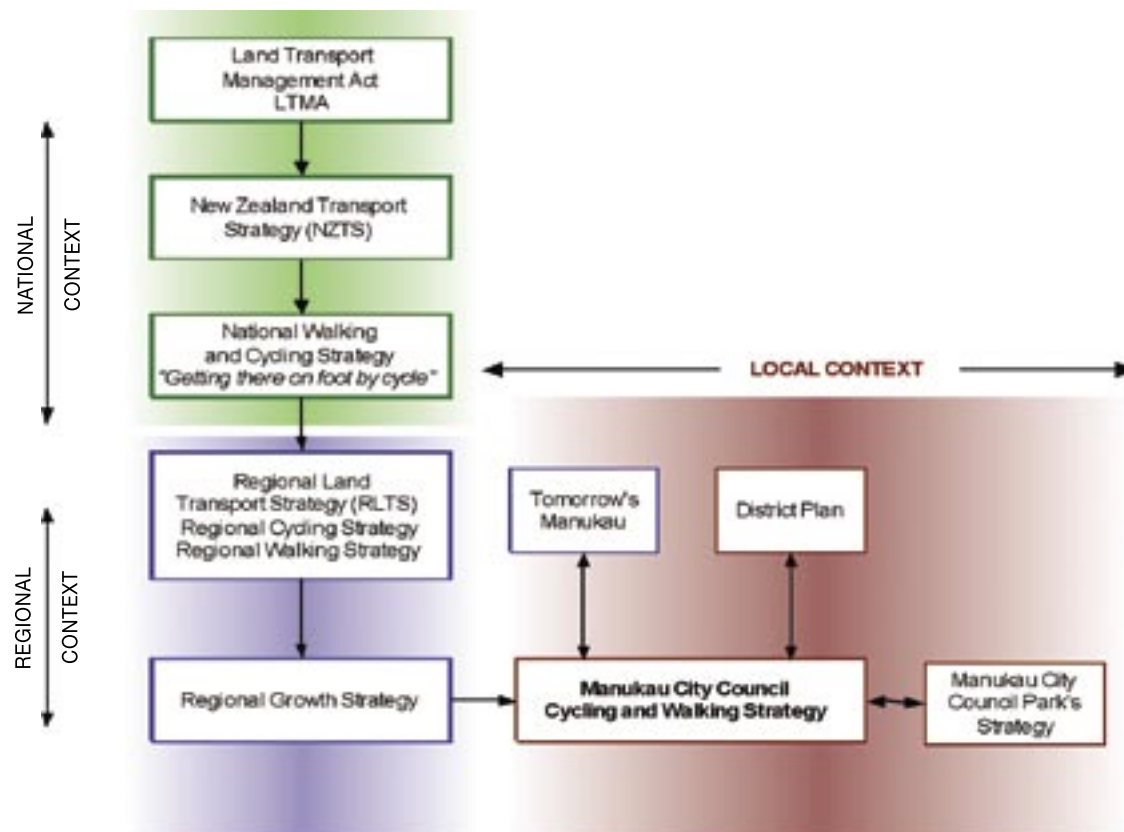 Land Transport
Management Act
LTMA
NATIONAL
CONTEXT
New Zealand Transport
Strategy (NZTS)
National Walking
and Cycling Strategy
"Getting there on foot by cycle"
LOCAL CONTEXT
REGIONAL
CONTEXT
Regional Land
Transport Strategy (RLTS)
Regional Cycling Strategy
Regional Walking Strategy
Tomorrow's
Manukau
District Plan
Regional Growth Strategy
Manukau City Council
Cycling and Walking Strategy
Manukau City
Council Park's
Strategy